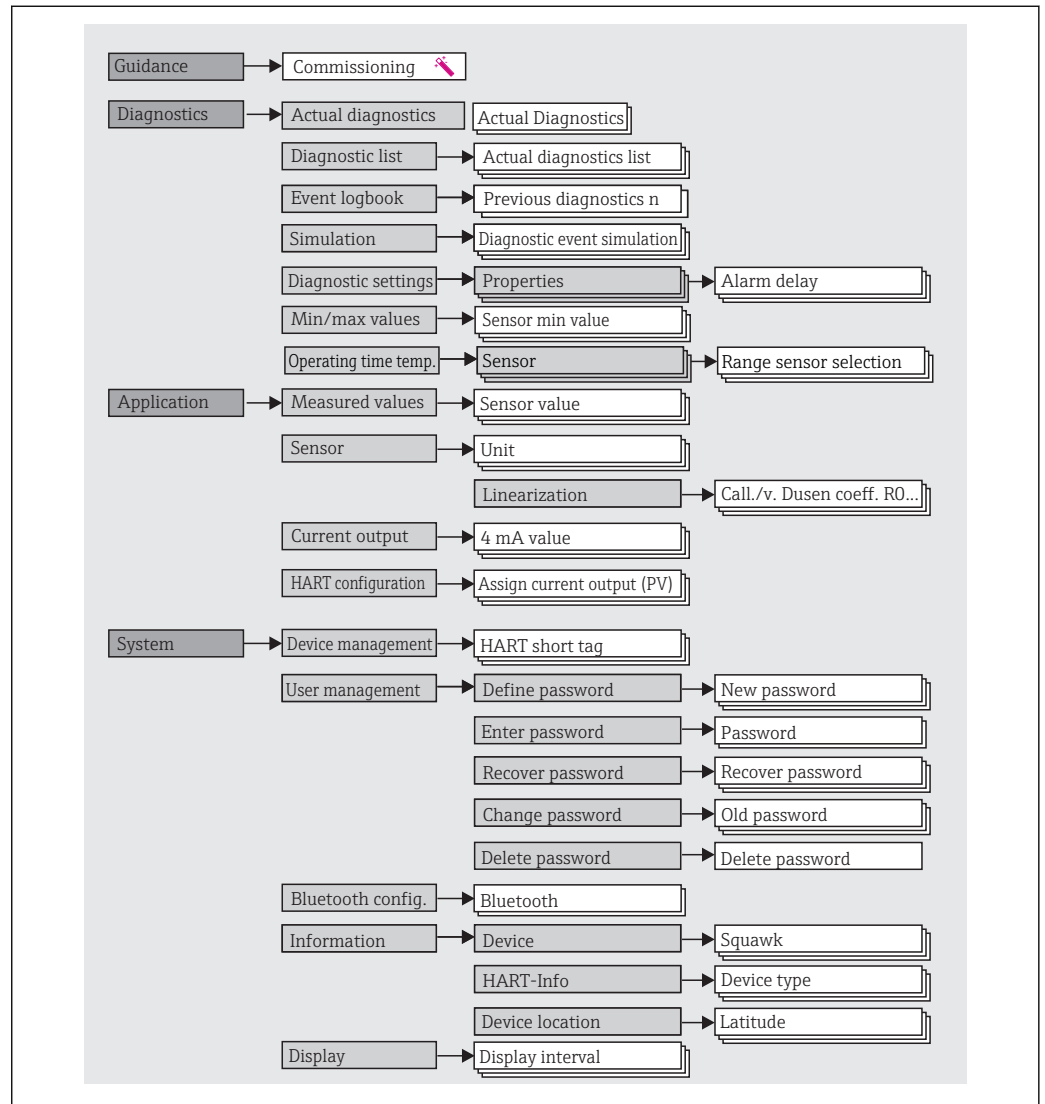 Guidance
Commissioning
Diagnostics
Actual diagnostics
Actual Diagnostics
Diagnostic list
Actual diagnostics list
Event logbook
Previous diagnostics n
Simulation
Diagnostic event simulation
Diagnostic settings
Properties
Alarm delay
Min/max values
Sensor min value
Operating time temp.
Sensor
Range sensor selection
Application
Measured values
Sensor value
Sensor
Unit
Linearization
Call./v. Dusen coeff. R0...
Current output
4 mA value
HART configuration
Assign current output (PV)
System
Device management
HART short tag
User management
Define password
New password
Enter password
Password
Recover password
Recover password
Change password
Old password
Delete password
Delete password
Bluetooth config.
Bluetooth
Information
Device
Squawk
HART-Info
Device type
Device location
Latitude
Display
Display interval